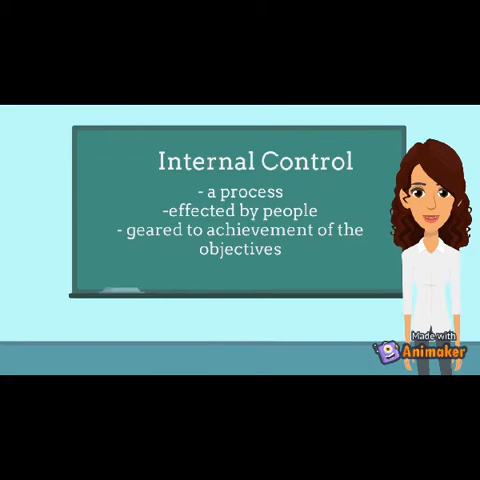 Internal Control
- a process
-effected by people
- geared to achievement of the
objectives
Made with
Animaker